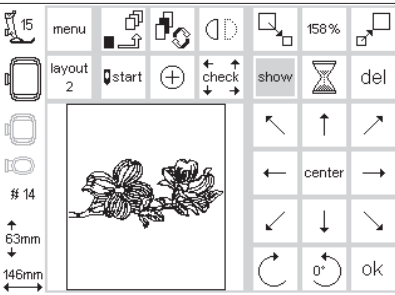 15
menu
158%
layout
2
start
check
show
del
# 14
center
63mm
146mm
0°
ok